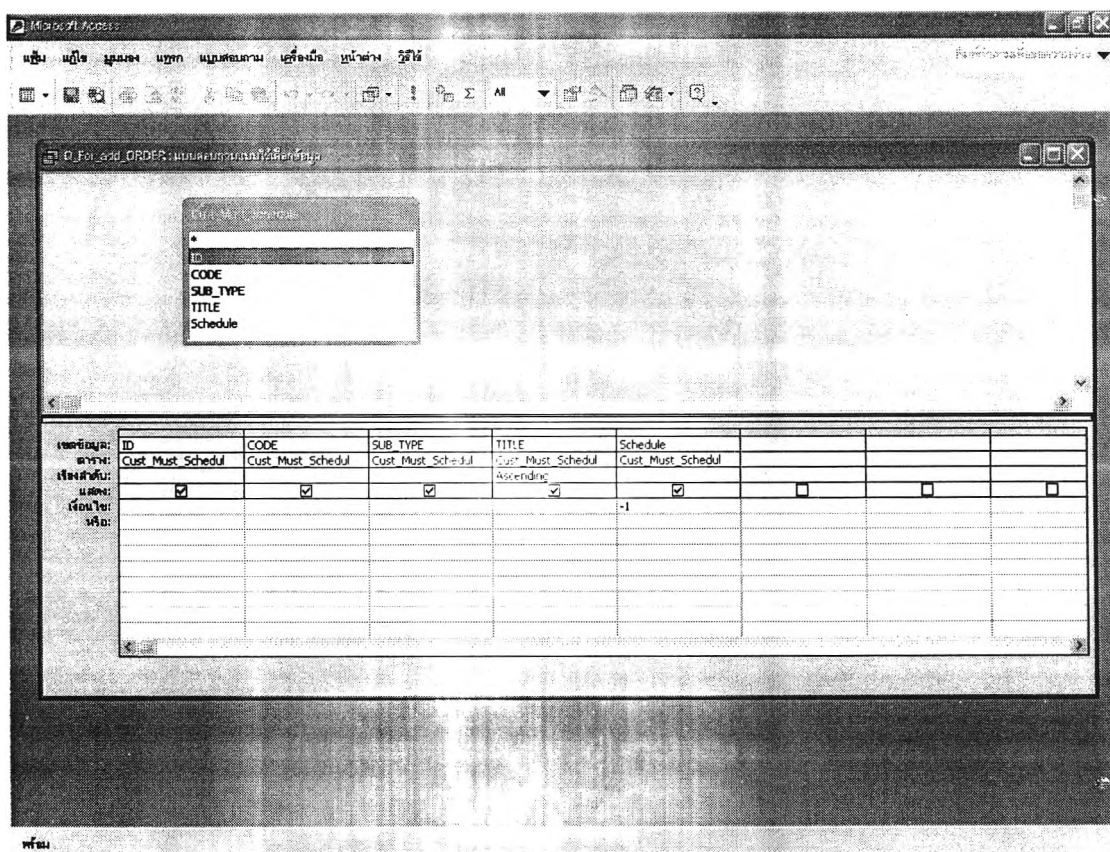 Microsoft Access
แฟ้ม แก้ไข มุมมอง แทรก แบบสอบถาม เครื่องมือ หน้าต่าง วิธีใช้
All
Q_For_add_ORDER : แบบสอบถามแบบใช้เลือกข้อมูล
*
ID
CODE
SUB_TYPE
TITLE
Schedule
เขตข้อมูล: ID CODE SUB_TYPE TITLE Schedule
ตาราง: Cust_Must_Schedul Cust_Must_Schedul Cust_Must_Schedul Cust_Must_Schedul Cust_Must_Schedul
เรียงลำดับ: Ascending
แสดง:
เงื่อนไข: -1
หรือ:
พร้อม